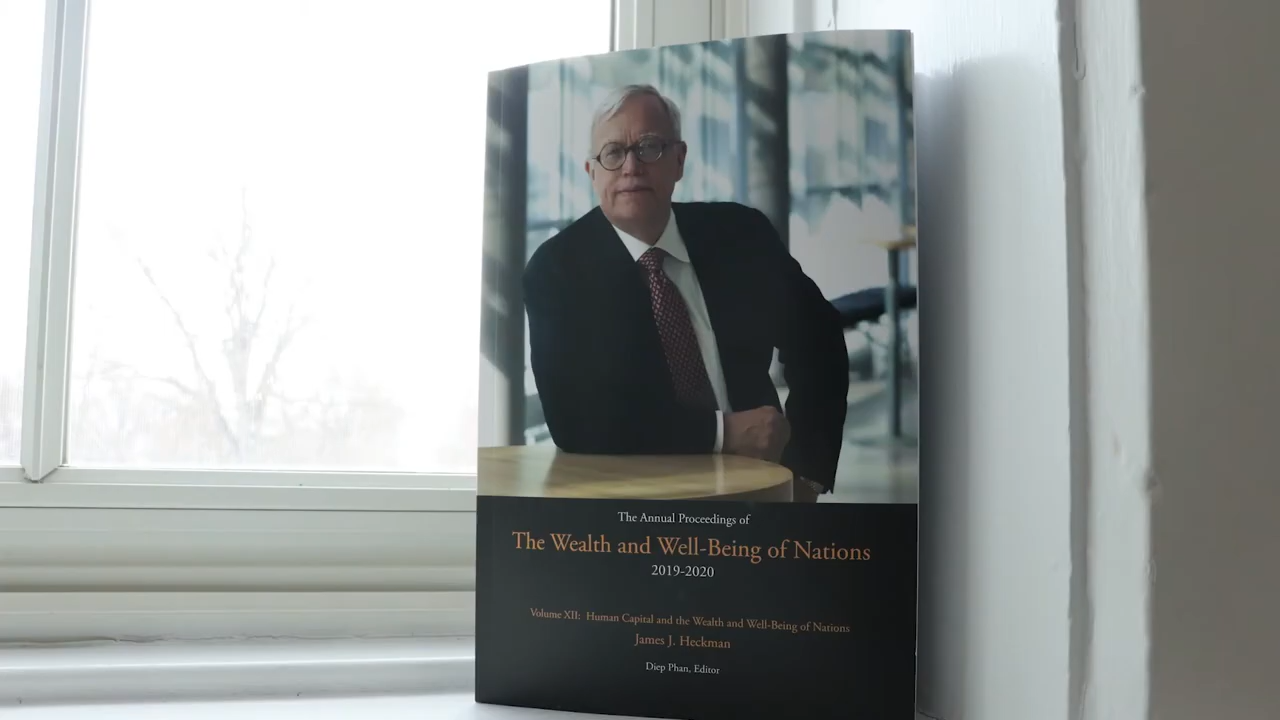 The Annual Proceedings of
The Wealth and Well-Being of Nations
2019-2020
Volume XII: Human Capital and the Wealth and Well-Being of Nations
James J. Heckman
Diep Phan, Editor